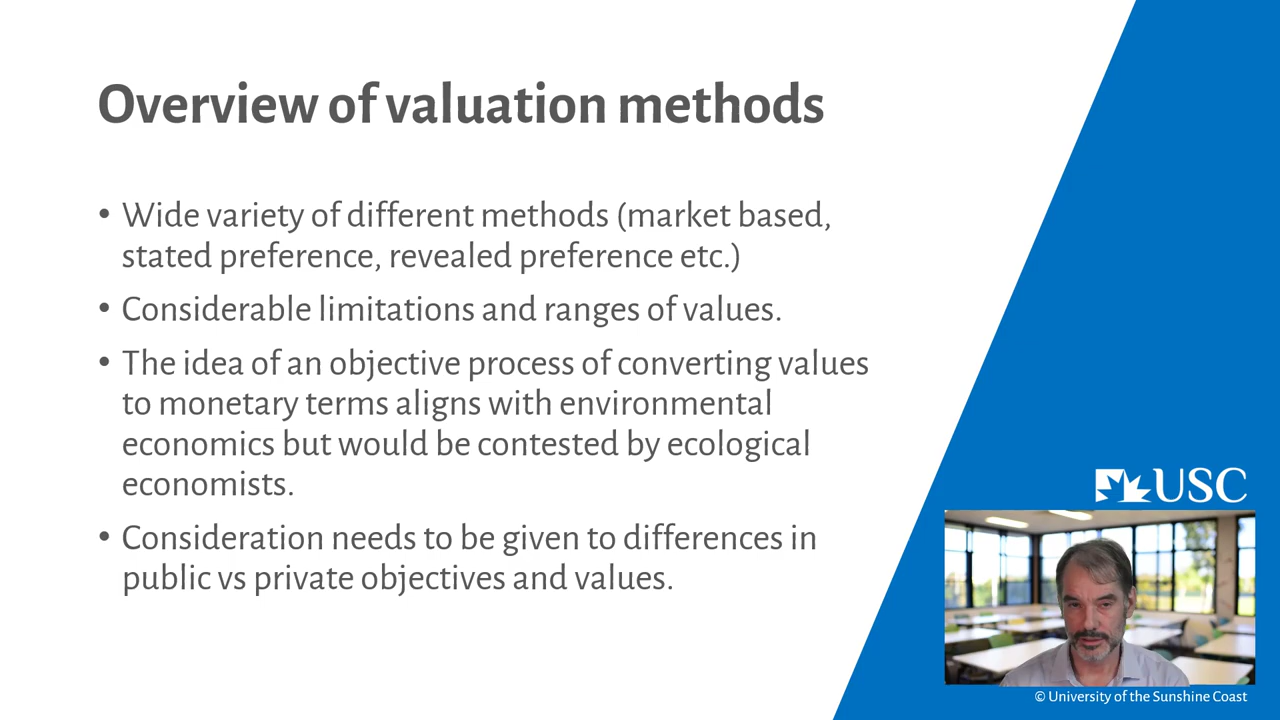 Overview of valuation methods
• Wide variety of different methods (market based,
stated preference, revealed preference etc.)
• Considerable limitations and ranges of values.
• The idea of an objective process of converting values
to monetary terms aligns with environmental
economics but would be contested by ecological
economists.
• Consideration needs to be given to differences in
public vs private objectives and values.
USC
© University of the Sunshine Coast